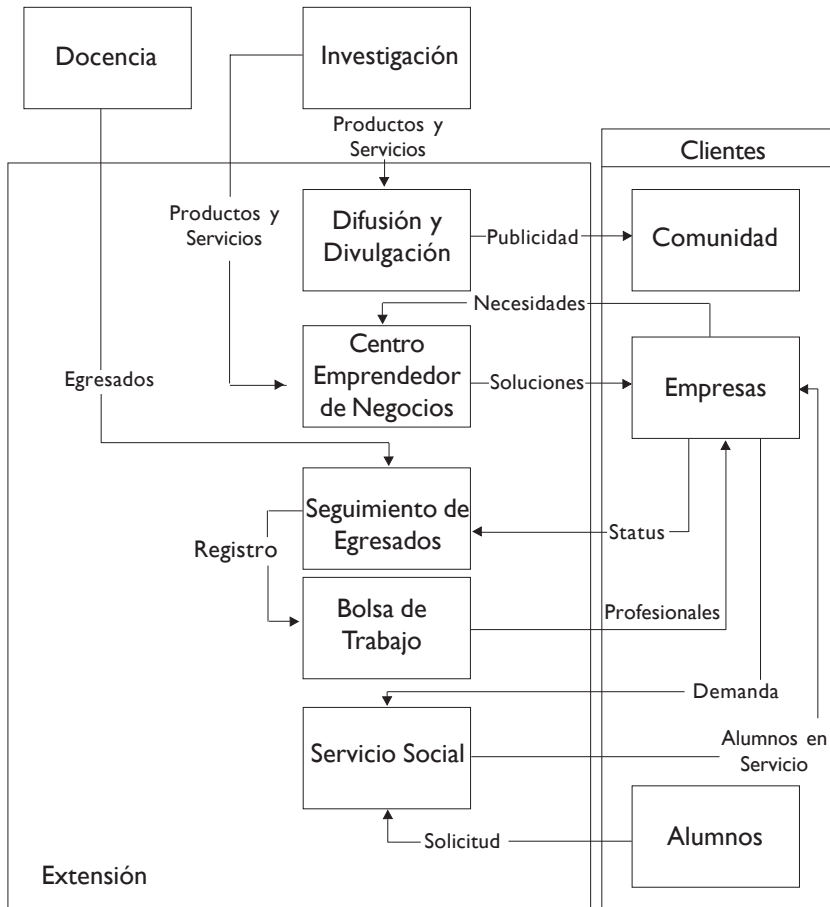 Docencia
Investigación
Productos y
Servicios
Clientes
Productos y
Servicios
Difusión y
Divulgación
Publicidad
Comunidad
Necesidades
Centro
Emprendedor
de Negocios
Egresados
Soluciones
Empresas
Seguimiento de
Egresados
Registro
Status
Bolsa de
Trabajo
Profesionales
Demanda
Servicio Social
Alumnos en
Servicio
Solicitud
Alumnos
Extensión